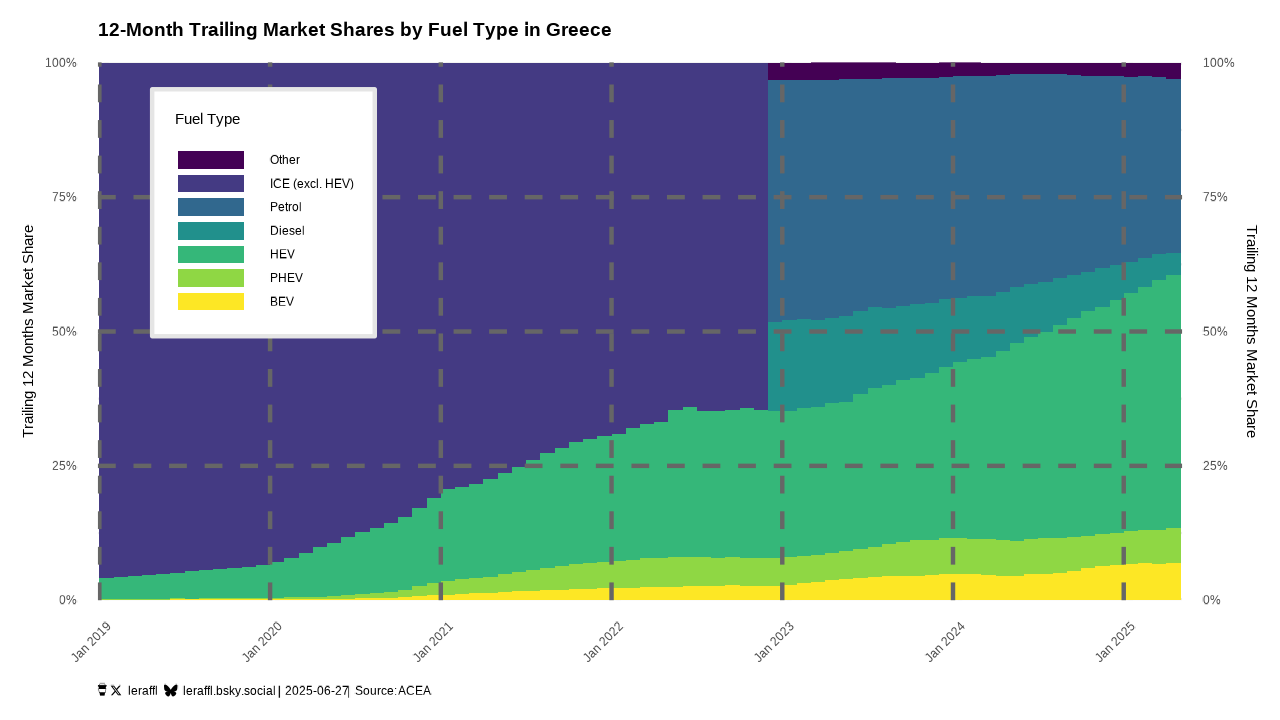 12-Month Trailing Market Shares by Fuel Type in Greece
100%
100%
Fuel Type
Other
ICE (excl. HEV)
Petrol
Diesel
HEV
PHEV
BEV
75%
75%
Trailing 12 Months Market Share
Trailing 12 Months Market Share
50%
50%
25%
25%
0%
0%
Jan 2019
Jan 2020
Jan 2021
Jan 2022
Jan 2023
Jan 2024
Jan 2025
leraffl leraffl.bsky.social | 2025-06-27| Source:ACEA